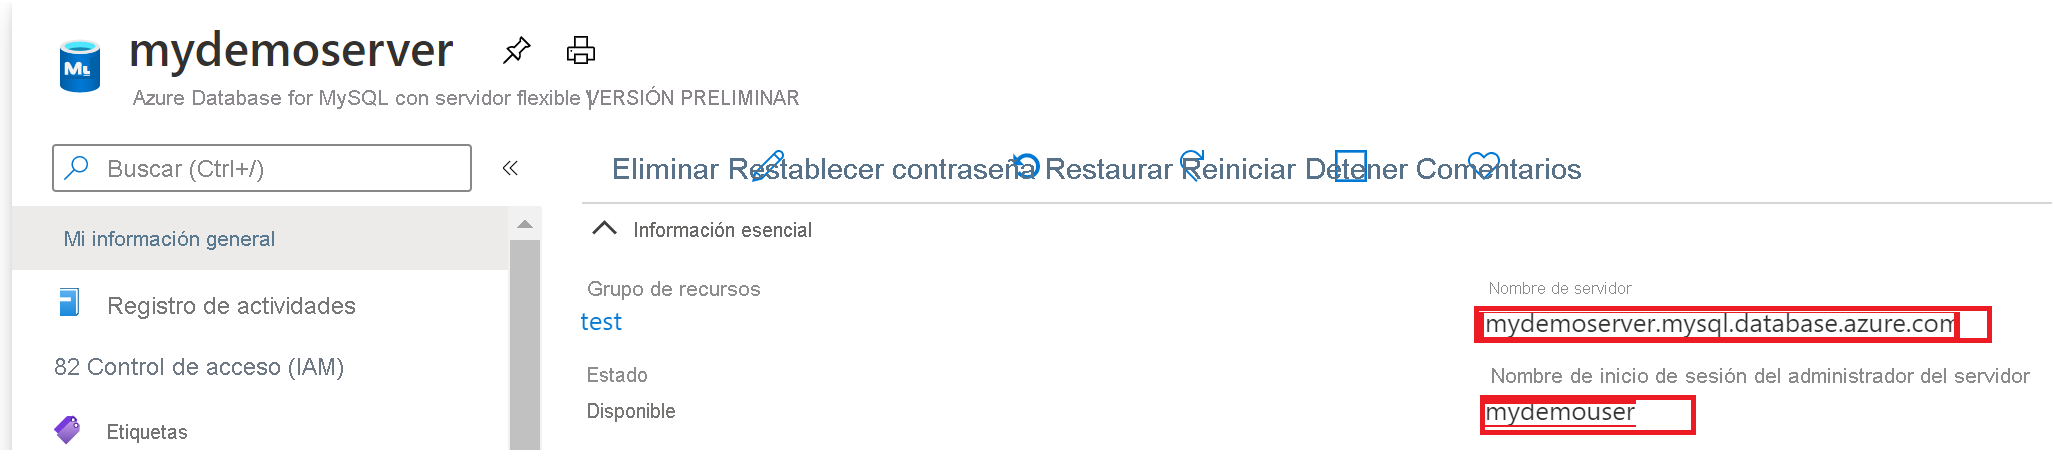 mydemoserver
Azure Database for MySQL con servidor flexible VERSIÓN PRELIMINAR
Buscar (Ctrl+/)
«
Eliminar Restablecer contraseña Restaurar Reiniciar Detener Comentarios
Mi información general
Registro de actividades
82 Control de acceso (IAM)
Etiquetas
Información esencial
Grupo de recursos
test
Estado
Disponible
Nombre de servidor
mydemoserver.mysql.database.azure.com
Nombre de inicio de sesión del administrador del servidor
mydemouser